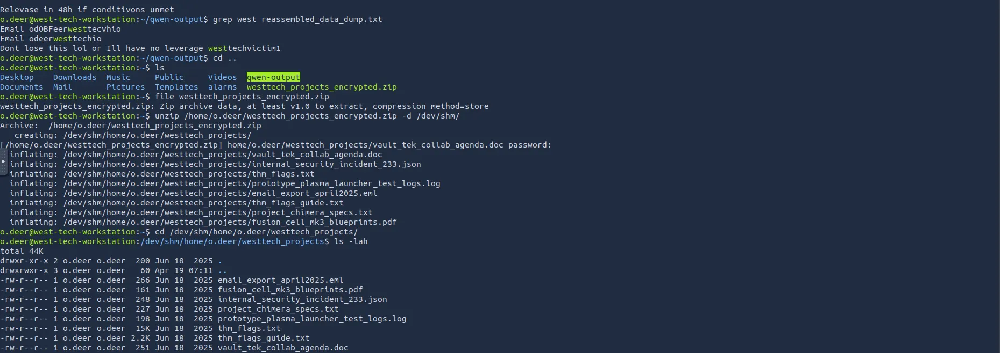 Relevase in 48h if conditivons unmet
o.deer@west-tech-workstation:~/qwen-output$ grep west reassembled_data_dump.txt
Email odOBFeerwesttecvhio
Email odeerwesttechio
Dont lose this lol or Ill have no leverage westtechvictim1
o.deer@west-tech-workstation:~/qwen-output$ cd ..
o.deer@west-tech-workstation:~$ ls
Desktop    Downloads  Music     Public     Videos  qwen-output
Documents  Mail       Pictures  Templates  alarms  westtech_projects_encrypted.zip
o.deer@west-tech-workstation:~$ file westtech_projects_encrypted.zip
westtech_projects_encrypted.zip: Zip archive data, at least v1.0 to extract, compression method=store
o.deer@west-tech-workstation:~$ unzip /home/o.deer/westtech_projects_encrypted.zip -d /dev/shm/
Archive:  /home/o.deer/westtech_projects_encrypted.zip
   creating: /dev/shm/home/o.deer/westtech_projects/
[/home/o.deer/westtech_projects_encrypted.zip] home/o.deer/westtech_projects/vault_tek_collab_agenda.doc password:
  inflating: /dev/shm/home/o.deer/westtech_projects/vault_tek_collab_agenda.doc
  inflating: /dev/shm/home/o.deer/westtech_projects/internal_security_incident_233.json
  inflating: /dev/shm/home/o.deer/westtech_projects/thm_flags.txt
  inflating: /dev/shm/home/o.deer/westtech_projects/prototype_plasma_launcher_test_logs.log
  inflating: /dev/shm/home/o.deer/westtech_projects/email_export_april2025.eml
  inflating: /dev/shm/home/o.deer/westtech_projects/thm_flags_guide.txt
  inflating: /dev/shm/home/o.deer/westtech_projects/project_chimera_specs.txt
  inflating: /dev/shm/home/o.deer/westtech_projects/fusion_cell_mk3_blueprints.pdf
o.deer@west-tech-workstation:~$ cd /dev/shm/home/o.deer/westtech_projects/
o.deer@west-tech-workstation:/dev/shm/home/o.deer/westtech_projects$ ls -lah
total 44K
drwxr-xr-x 2 o.deer o.deer  200 Jun 18  2025 .
drwxrwxr-x 3 o.deer o.deer   60 Apr 19 07:11 ..
-rw-r--r-- 1 o.deer o.deer  266 Jun 18  2025 email_export_april2025.eml
-rw-r--r-- 1 o.deer o.deer  161 Jun 18  2025 fusion_cell_mk3_blueprints.pdf
-rw-r--r-- 1 o.deer o.deer  248 Jun 18  2025 internal_security_incident_233.json
-rw-r--r-- 1 o.deer o.deer  227 Jun 18  2025 project_chimera_specs.txt
-rw-r--r-- 1 o.deer o.deer  198 Jun 18  2025 prototype_plasma_launcher_test_logs.log
-rw-r--r-- 1 o.deer o.deer  15K Jun 18  2025 thm_flags.txt
-rw-r--r-- 1 o.deer o.deer 2.2K Jun 18  2025 thm_flags_guide.txt
-rw-r--r-- 1 o.deer o.deer  251 Jun 18  2025 vault_tek_collab_agenda.doc